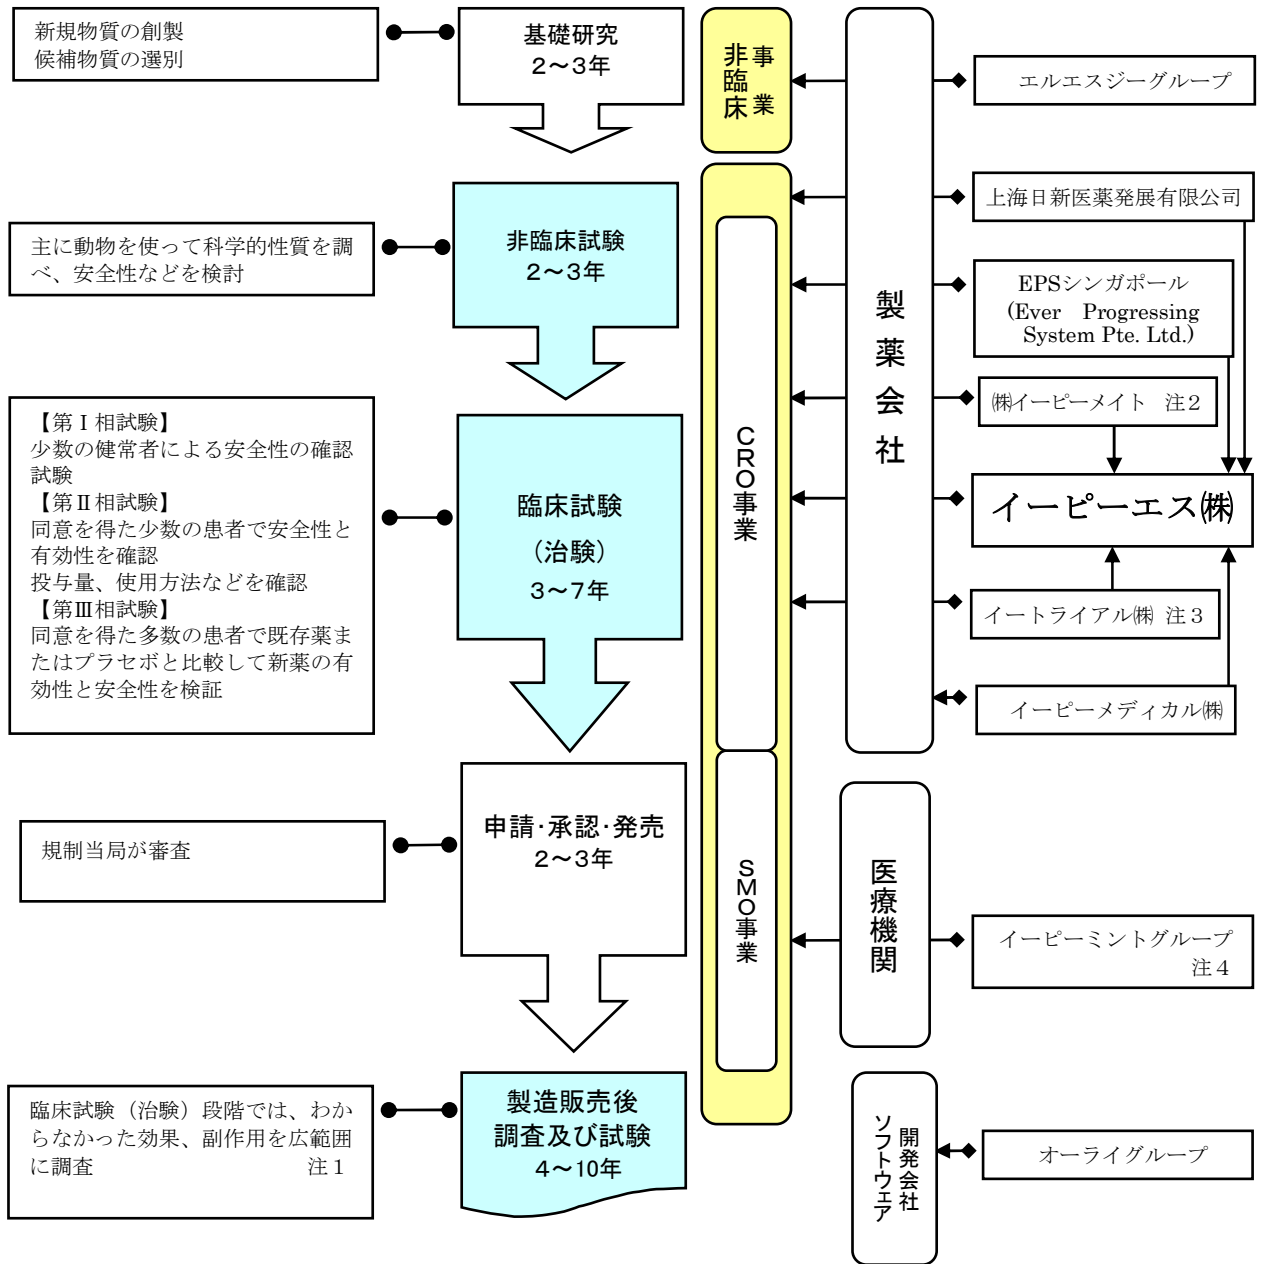 新規物質の創製
候補物質の選別
基礎研究
2～3年
主に動物を使って科学的性質を調
べ、安全性などを検討
非臨床試験
2～3年
【第Ⅰ相試験】
少数の健常者による安全性の確認
試験
【第Ⅱ相試験】
同意を得た少数の患者で安全性と
有効性を確認
投与量、使用方法などを確認
【第Ⅲ相試験】
同意を得た多数の患者で既存薬ま
たはプラセボと比較して新薬の有
効性と安全性を検証
臨床試験
（治験）
3～7年
規制当局が審査
申請・承認・発売
2～3年
臨床試験（治験）段階では、わか
らなかった効果、副作用を広範囲
に調査 注１
製造販売後
調査及び試験
4～10年
非臨床
事業
CRO事業
SMO事業
製薬会社
医療機関
ソフトウェア
開発会社
エルエスジーグループ
上海日新医薬発展有限公司
EPSシンガポール
(Ever Progressing
System Pte. Ltd.)
㈱イーピーメイト 注２
イーピーエス㈱
イートライアル㈱ 注３
イーピーメディカル㈱
イーピーミントグループ
注４
オーライグループ